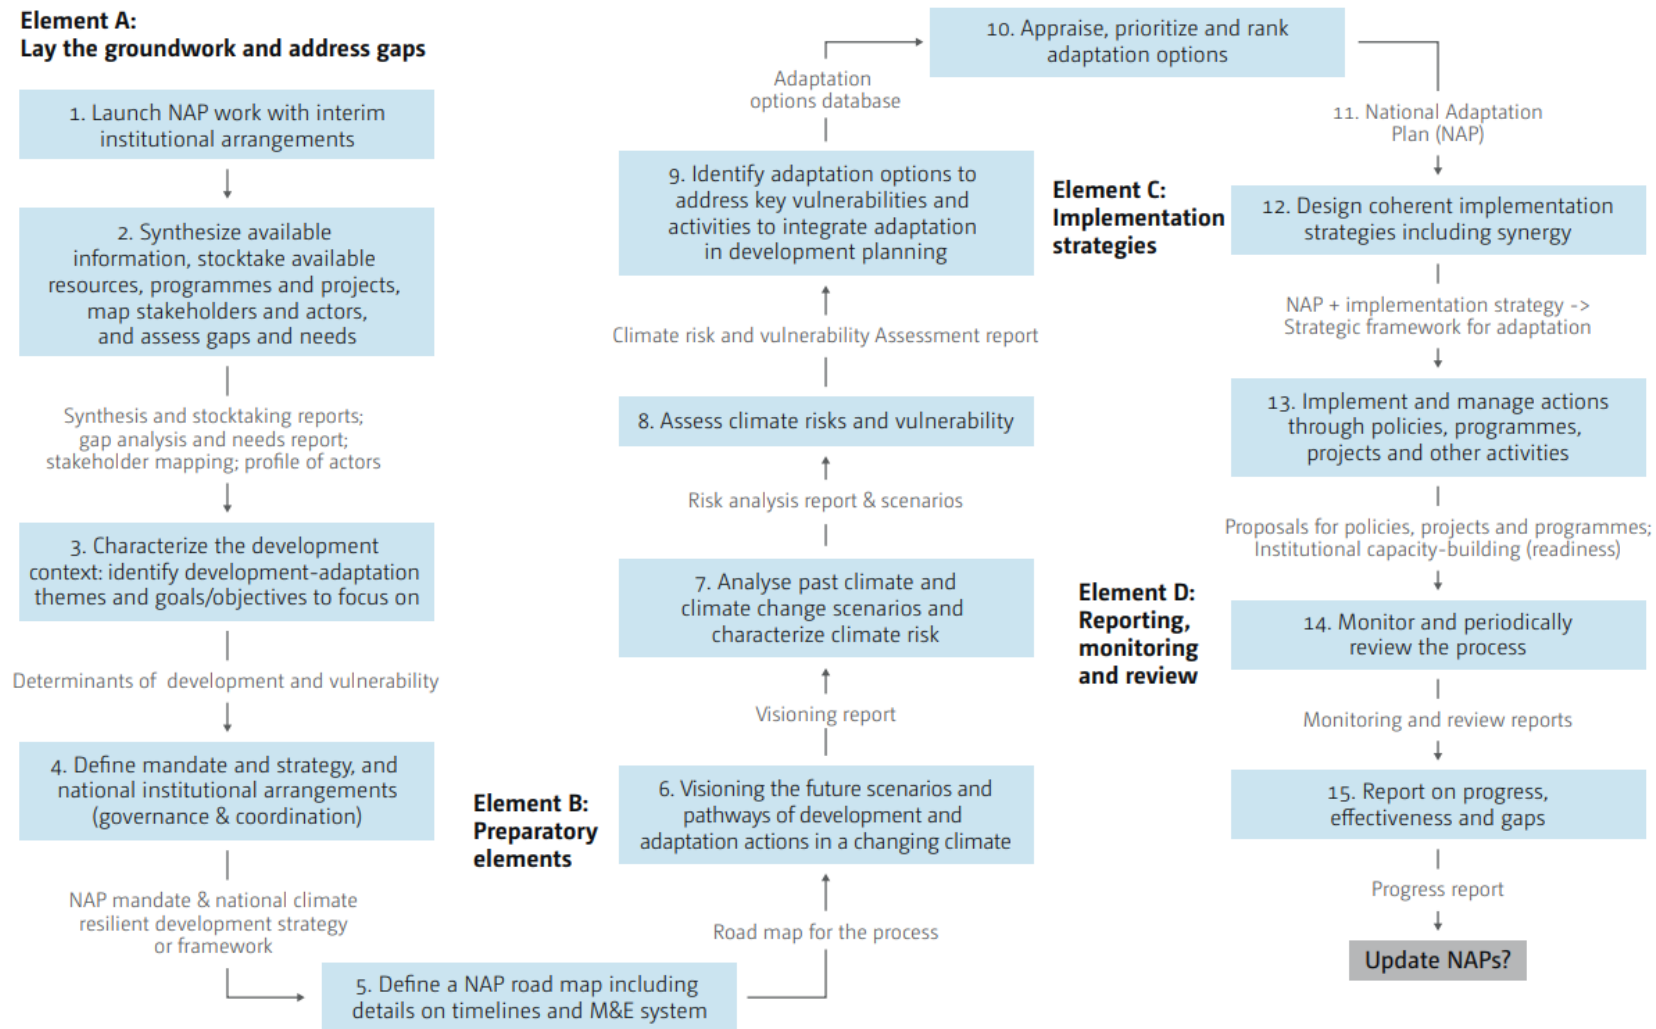 Element A:
Lay the groundwork and address gaps
1. Launch NAP work with interim
institutional arrangements
2. Synthesize available
information, stocktake available
resources, programmes and projects,
map stakeholders and actors,
and assess gaps and needs
Synthesis and stocktaking reports;
gap analysis and needs report;
stakeholder mapping; profile of actors
3. Characterize the development
context: identify development-adaptation
themes and goals/objectives to focus on
Determinants of development and vulnerability
4. Define mandate and strategy, and
national institutional arrangements
(governance & coordination)
NAP mandate & national climate
resilient development strategy
or framework
5. Define a NAP road map including
details on timelines and M&E system
Road map for the process
Element B:
Preparatory
elements
6. Visioning the future scenarios and
pathways of development and
adaptation actions in a changing climate
Visioning report
7. Analyse past climate and
climate change scenarios and
characterize climate risk
Risk analysis report & scenarios
8. Assess climate risks and vulnerability
Climate risk and vulnerability Assessment report
9. Identify adaptation options to
address key vulnerabilities and
activities to integrate adaptation
in development planning
Adaptation
options database
10. Appraise, prioritize and rank
adaptation options
11. National Adaptation
Plan (NAP)
Element C:
Implementation
strategies
12. Design coherent implementation
strategies including synergy
NAP + implementation strategy ->
Strategic framework for adaptation
13. Implement and manage actions
through policies, programmes,
projects and other activities
Proposals for policies, projects and programmes;
Institutional capacity-building (readiness)
Element D:
Reporting,
monitoring
and review
14. Monitor and periodically
review the process
Monitoring and review reports
15. Report on progress,
effectiveness and gaps
Progress report
Update NAPs?